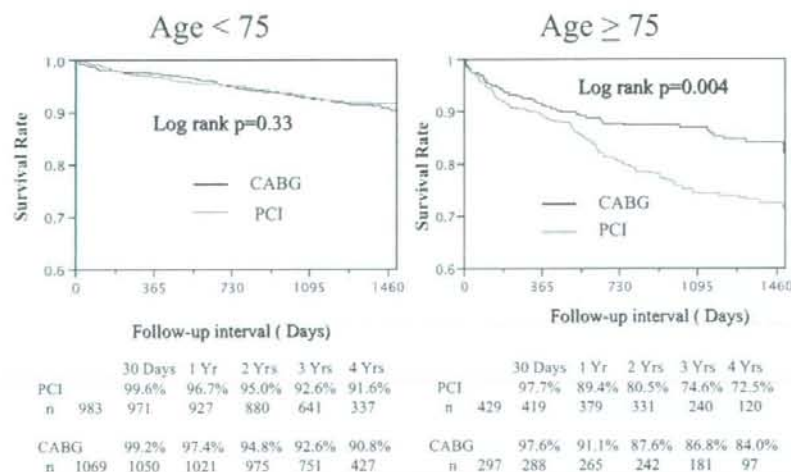 Age < 75
1.0
0.9
0.8
0.7
0.6
Survival Rate
Log rank p=0.33
CABG
PCI
0 365 730 1095 1460
Follow-up interval ( Days)
30 Days 1 Yr 2 Yrs 3 Yrs 4 Yrs
PCI 99.6% 96.7% 95.0% 92.6% 91.6%
n 983 971 927 880 641 337
CABG 99.2% 97.4% 94.8% 92.6% 90.8%
n 1069 1050 1021 975 751 427
Age ≥ 75
1
0.9
0.8
0.7
0.6
Survival Rate
Log rank p=0.004
CABG
PCI
0 365 730 1095 1460
Follow-up interval ( Days)
30 Days 1 Yr 2 Yrs 3 Yrs 4 Yrs
PCI 97.7% 89.4% 80.5% 74.6% 72.5%
n 429 419 379 331 240 120
CABG 97.6% 91.1% 87.6% 86.8% 84.0%
n 297 288 265 242 181 97